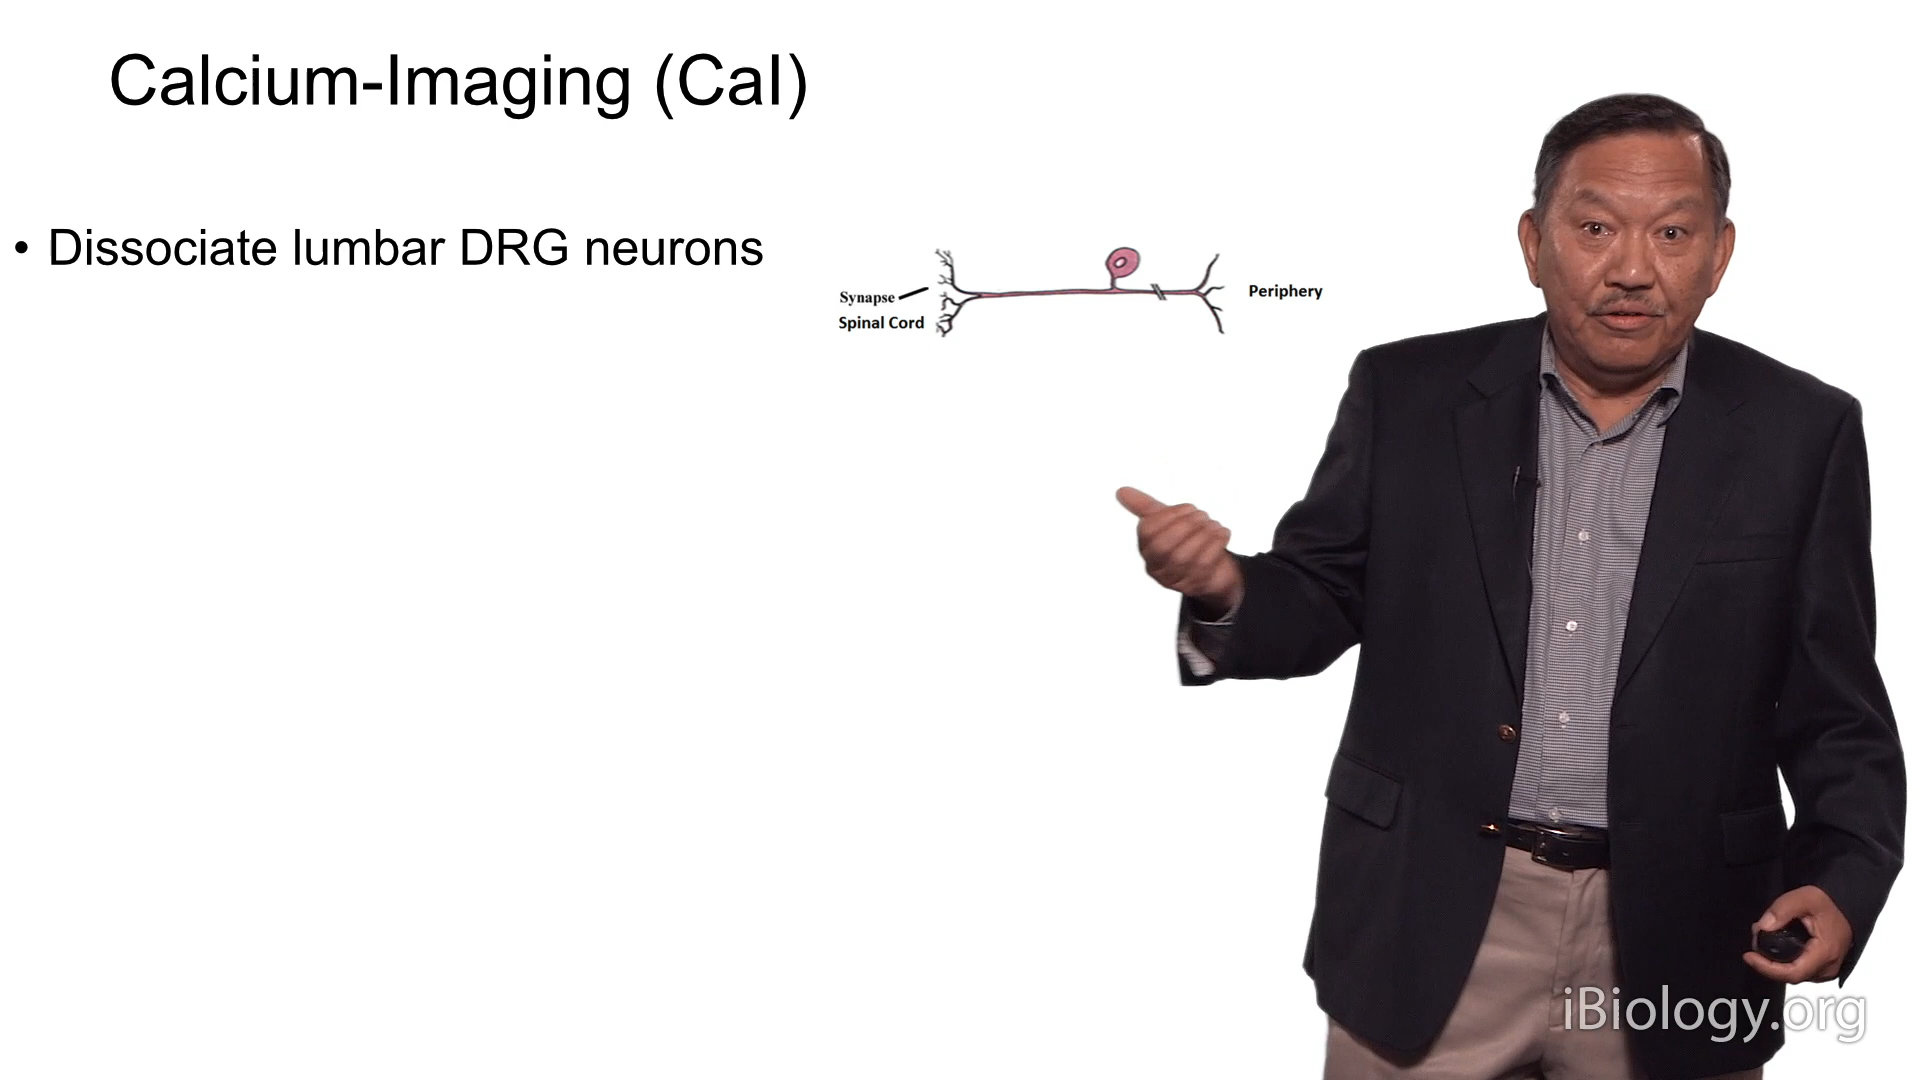 Calcium-Imaging (CaI)
• Dissociate lumbar DRG neurons
Synapse
Spinal Cord
Periphery
iBiology.org